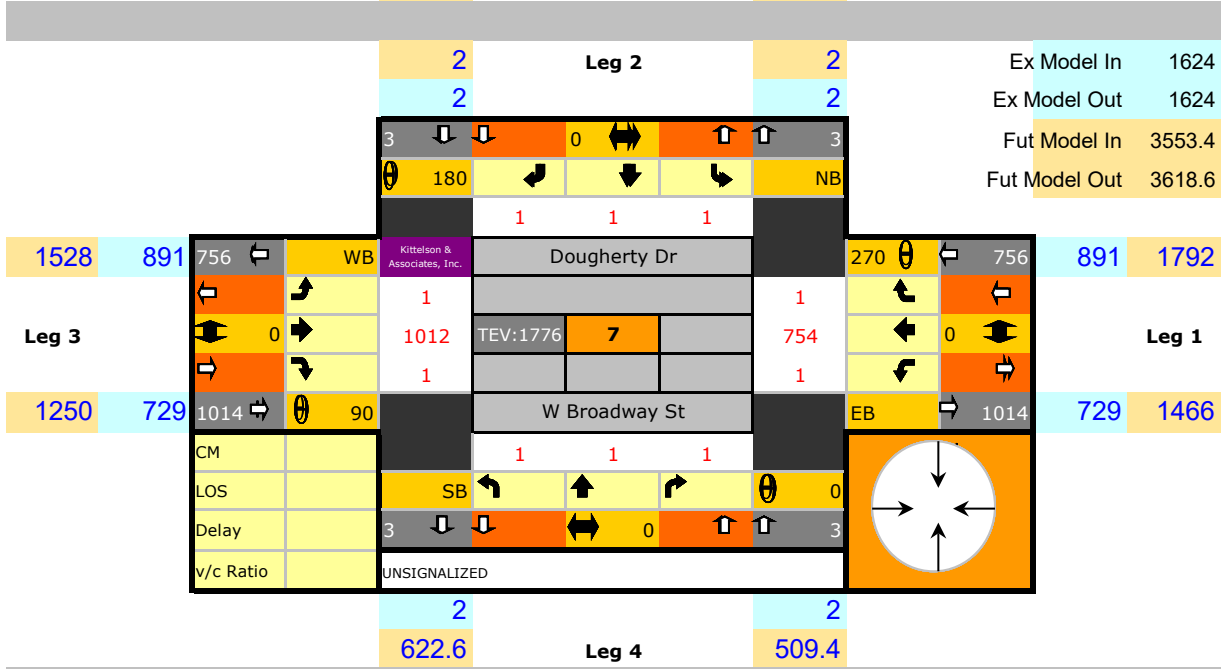 2 Leg 2 2 Ex Model In 1624
2 2 Ex Model Out 1624
3 0 3 Fut Model In 3553.4
180 NB Fut Model Out 3618.6
1 1 1
1528 891 756 WB Kittelson & Associates, Inc. Dougherty Dr 270 756 891 1792
1 1
Leg 3 0 1012 TEV:1776 7 754 0 Leg 1
1 1
1250 729 1014 90 W Broadway St EB 1014 729 1466
CM 1 1 1
LOS SB 0
Delay 3 0 3
v/c Ratio UNSIGNALIZED
2 2
622.6 Leg 4 509.4